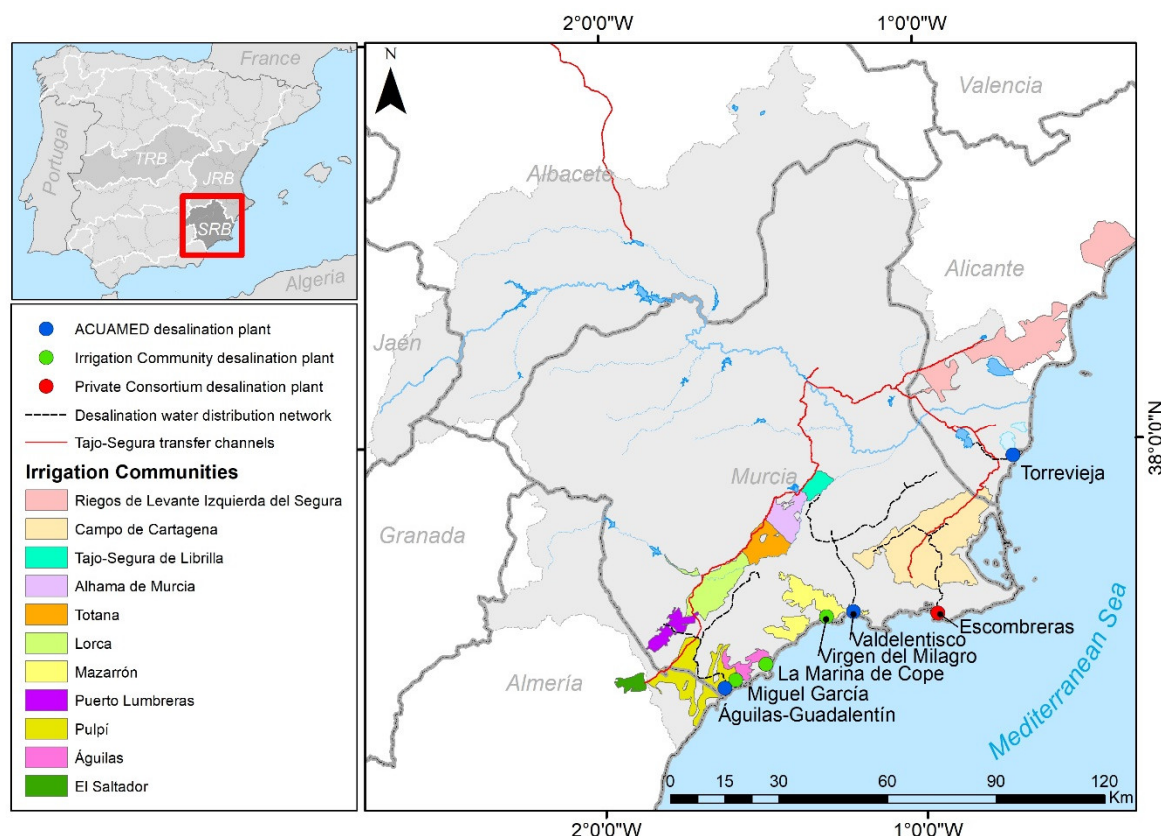 2°0'0"W
1°0'0"W
France
Portugal
TRB
JRB
SRB
Algeria
N
Valencia
Albacete
Alicante
Jaén
Murcia
Granada
Almería
38°0'0"N
Torrevieja
Escombreras
Valdelentisco
Virgen del Milagro
La Marina de Cope
Miguel García
Águilas-Guadalentín
Mediterranean Sea
0 15 30 60 90 120
Km
2°0'0"W
1°0'0"W
ACUAMED desalination plant
Irrigation Community desalination plant
Private Consortium desalination plant
Desalination water distribution network
Tajo-Segura transfer channels
Irrigation Communities
Riegos de Levante Izquierda del Segura
Campo de Cartagena
Tajo-Segura de Librilla
Alhama de Murcia
Totana
Lorca
Mazarrón
Puerto Lumbreras
Pulpí
Águilas
El Saltador